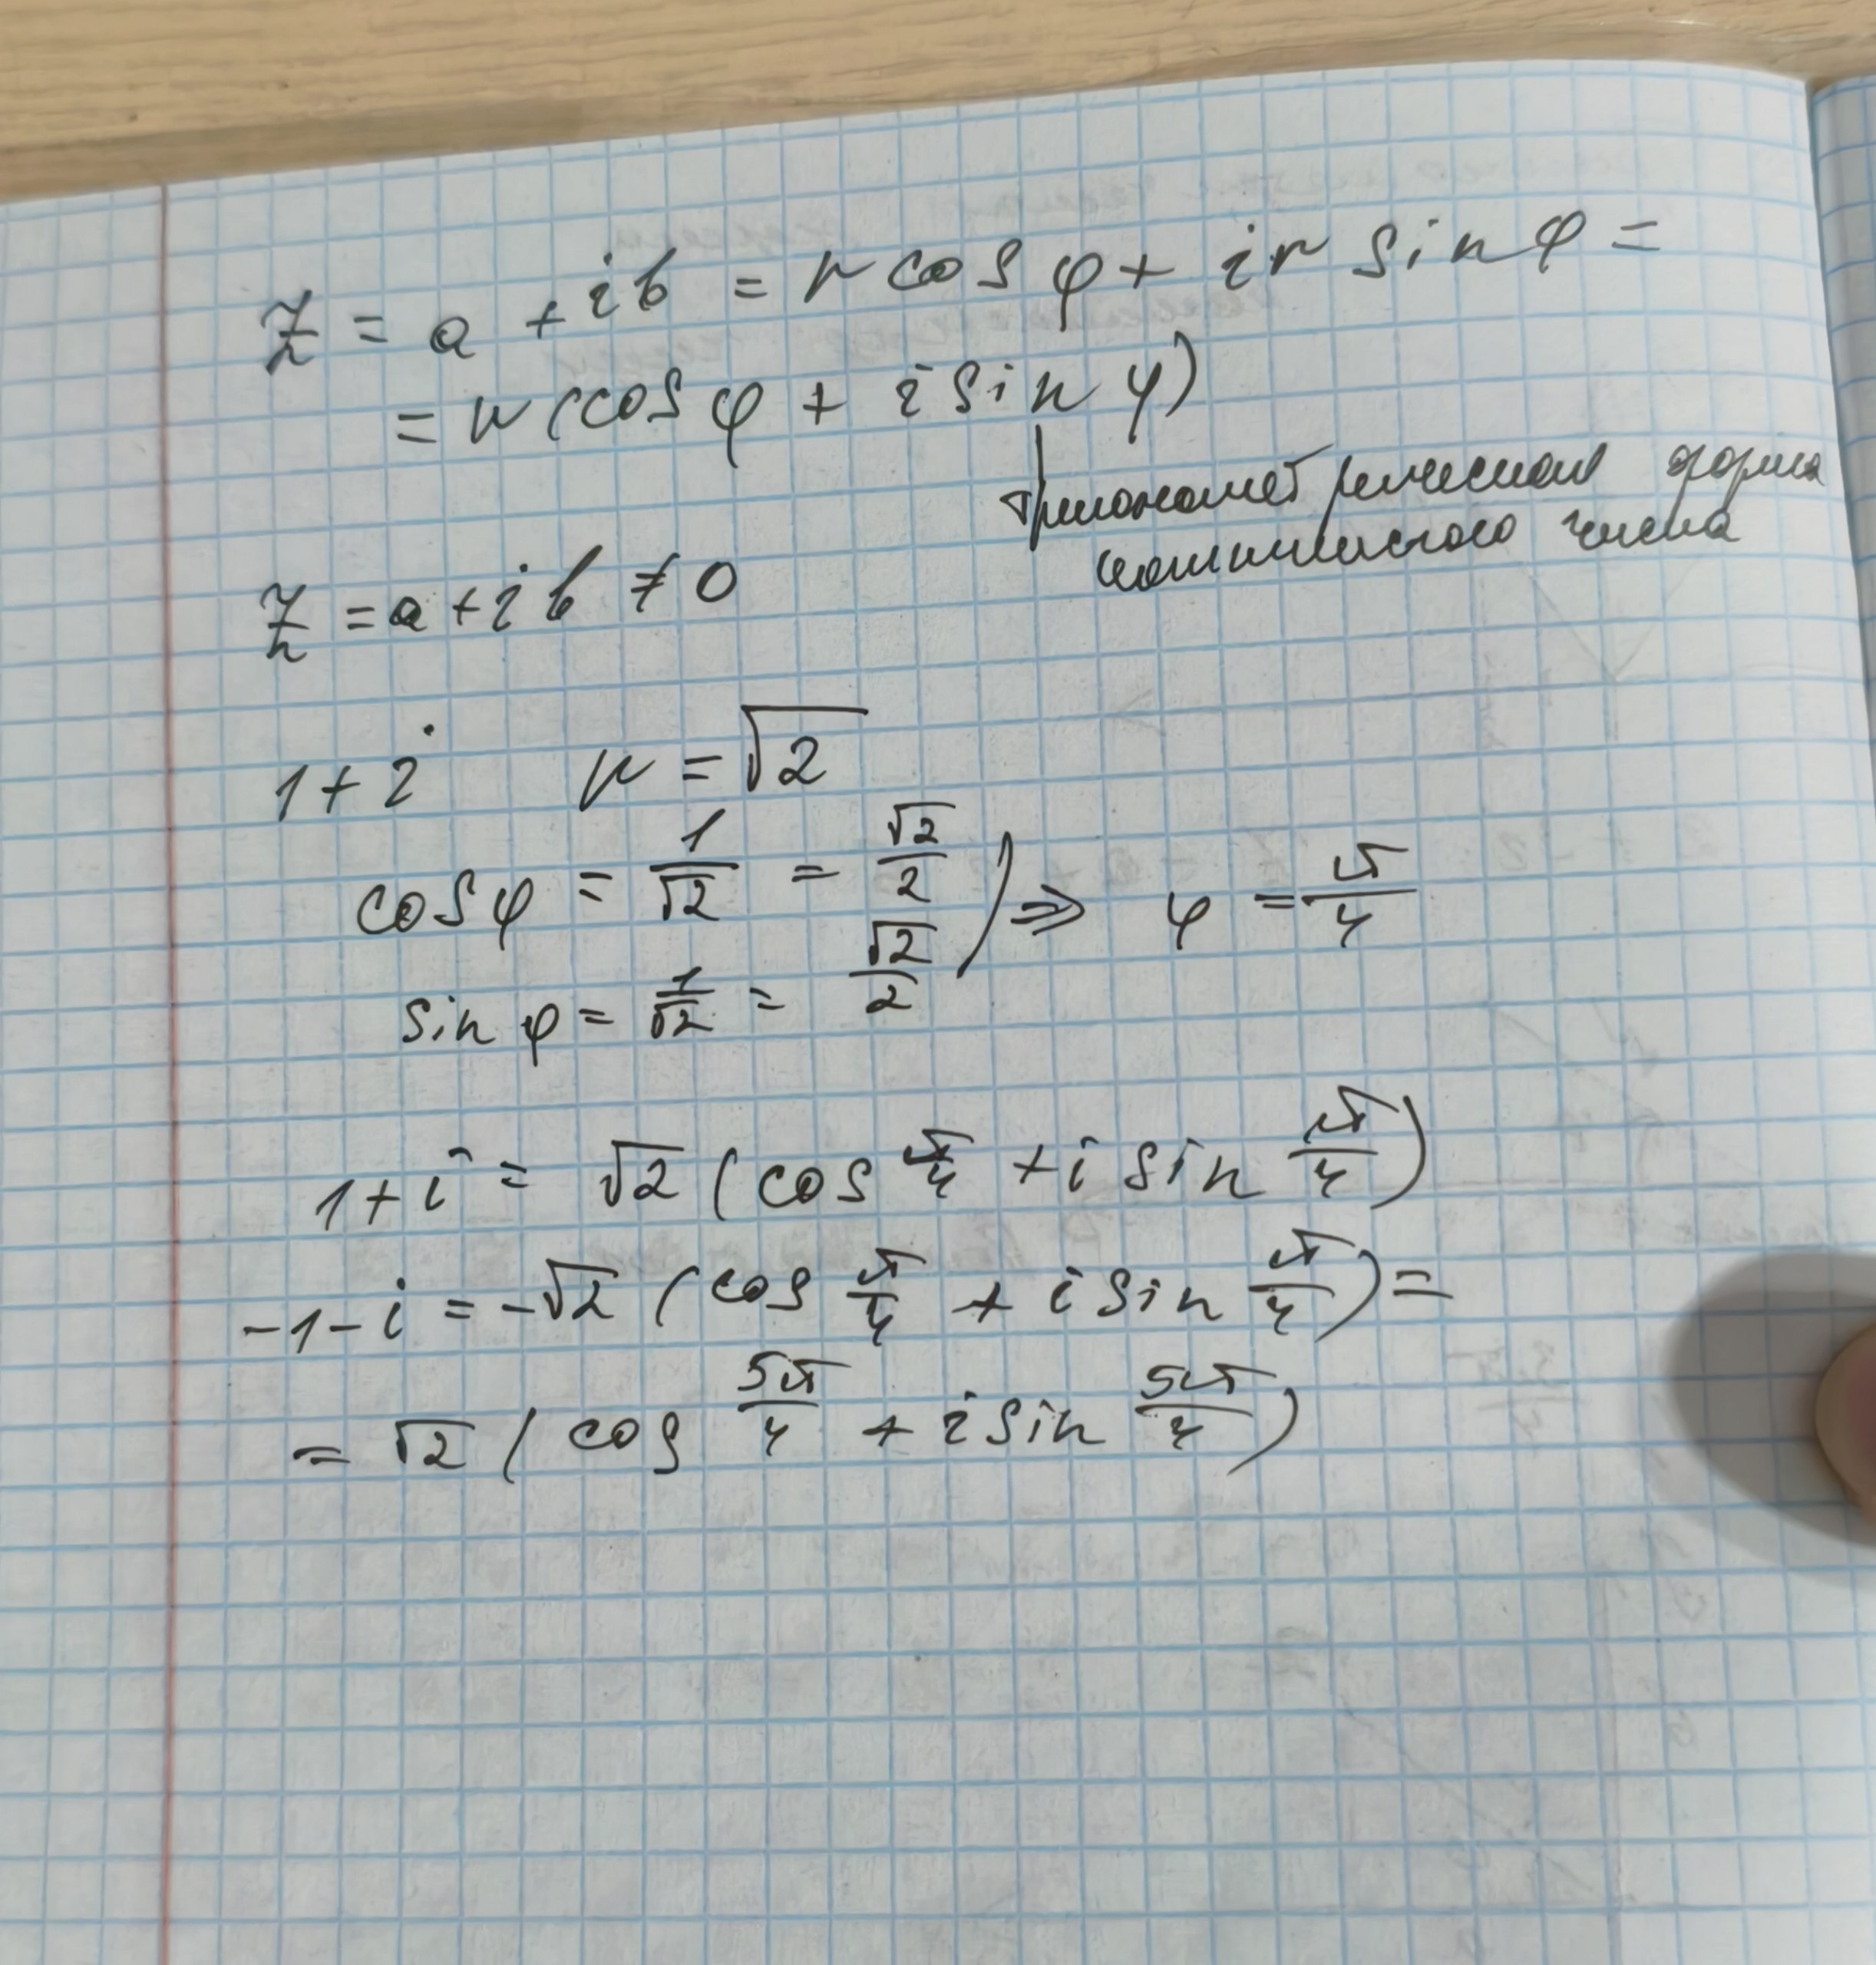 z = a + ib = r cos φ + ir sin φ =
= r (cos φ + i sin φ)
тригонометрическая форма
комплексного числа
z = a + ib ≠ 0
1 + i r = √2
cos φ = 1/√2 = √2/2 ) ⇒ φ = π/4
sin φ = 1/√2 = √2/2
1 + i = √2 (cos π/4 + i sin π/4)
-1 - i = -√2 (cos π/4 + i sin π/4) =
= √2 (cos 5π/4 + i sin 5π/4)